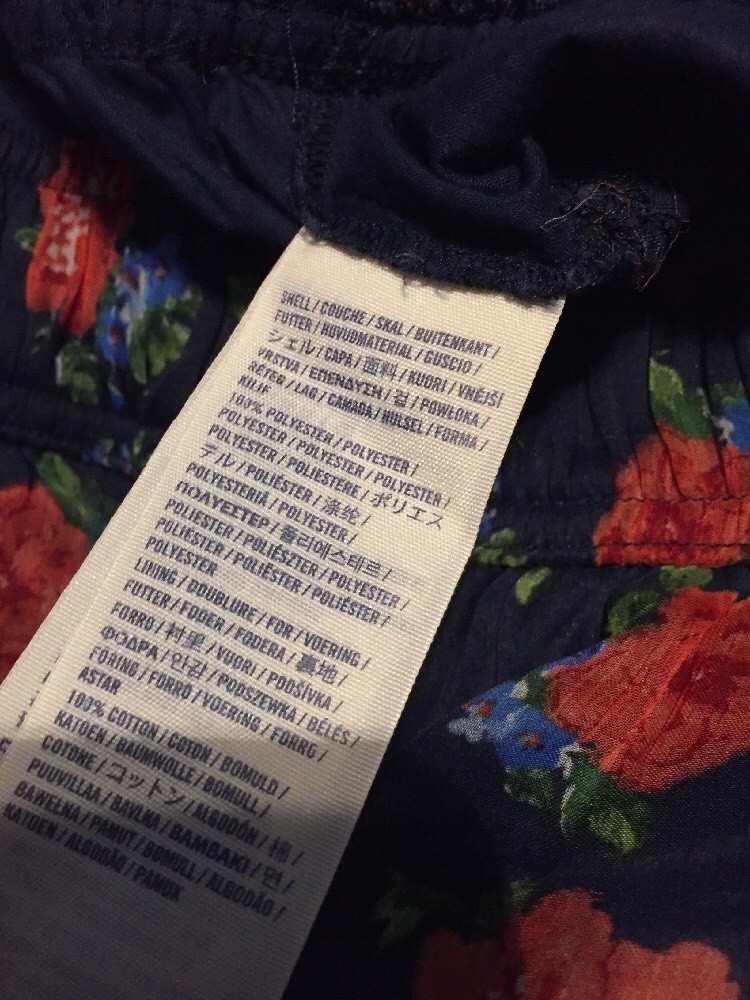 SHELL / COUCHE / SKAL / BUITENKANT /
FUTTER / HUVUDMATERIAL / GUSCIO /
シェル / CAPA / 面料 / KUORI / VNĚJŠÍ
VRSTVA / ΕΠΕΝΔΥΣΗ / 겉 / POWŁOKA /
RÉTEG / LAG / CAMADA / HÜLSEL / FORMA /
KILIF
100% POLYESTER / POLYESTER /
POLYESTER / POLYESTER / POLYESTER /
POLYESTER / POLIESTERE / ポリエス
テル / POLIÉSTER / 涤纶 /
POLYESTERIÄ / POLYESTER /
ΠΟΛΥΕΣΤΕΡ / 폴리에스테르 /
POLIESTER / POLIÉSZTER / POLYESTER /
POLIÉSTER / POLIÉSTER / POLIÉSTER /
POLYESTER
LINING / DOUBLURE / FOR / VOERING /
FUTTER / FODER / FODERA / 裏地 /
FORRO / 衬里 / VUORI / PODŠÍVKA /
ΦΟΔΡΑ / 안감 / PODSZEWKA / BÉLÉS /
FÔRING / FORRO / VOERING / FORRO /
ASTAR
100% COTTON / COTON / BOMULD /
KATOEN / BAUMWOLLE / BOMULL /
COTONE / コットン / ALGODÓN / 棉 /
PUUVILLAA / BAVLNA / ΒΑΜΒΑΚΙ / 면 /
BAWEŁNA / PAMUT / BOMULL / ALGODÃO /
KATOEN / ALGODÃO / PAMUK